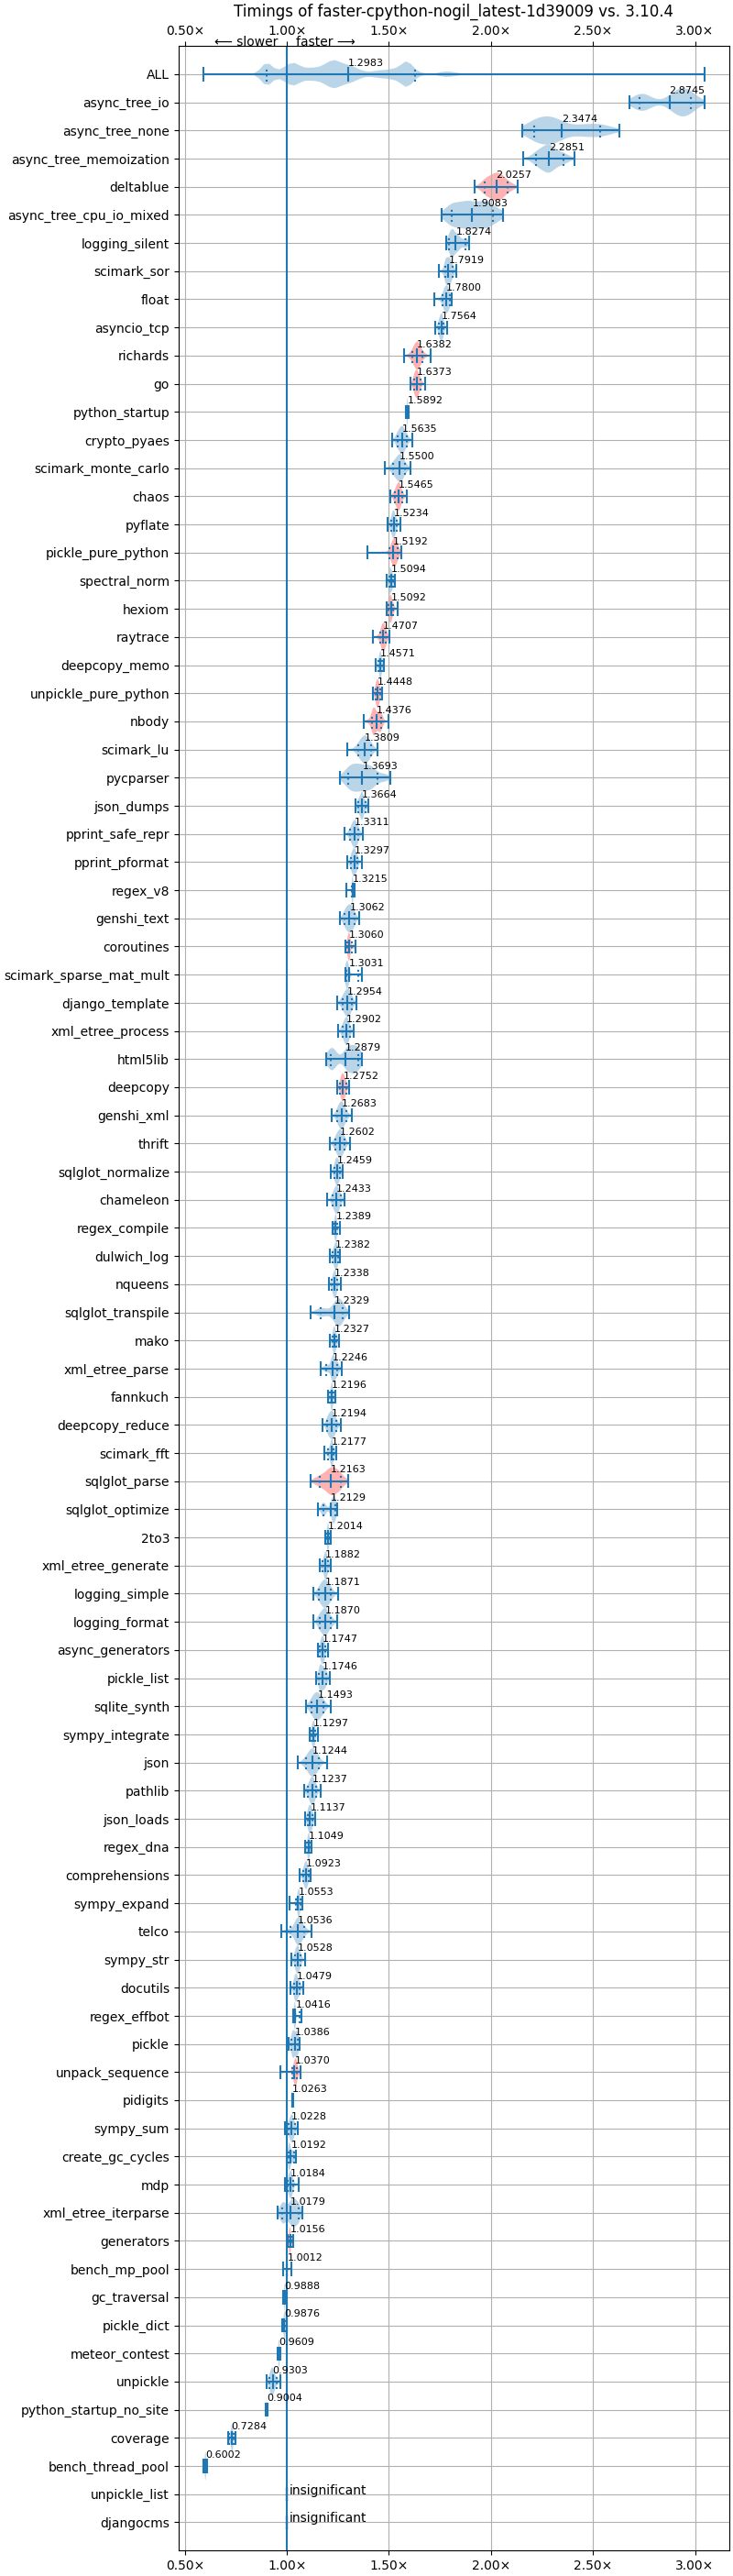 Timings of faster-cpython-nogil_latest-1d39009 vs. 3.10.4
0.50× 1.00× 1.50× 2.00× 2.50× 3.00×
⟵ slower faster ⟶
ALL 1.2983
async_tree_io 2.8745
async_tree_none 2.3474
async_tree_memoization 2.2851
deltablue 2.0257
async_tree_cpu_io_mixed 1.9083
logging_silent 1.8274
scimark_sor 1.7919
float 1.7800
asyncio_tcp 1.7564
richards 1.6382
go 1.6373
python_startup 1.5892
crypto_pyaes 1.5635
scimark_monte_carlo 1.5500
chaos 1.5465
pyflate 1.5234
pickle_pure_python 1.5192
spectral_norm 1.5094
hexiom 1.5092
raytrace 1.4707
deepcopy_memo 1.4571
unpickle_pure_python 1.4448
nbody 1.4376
scimark_lu 1.3809
pycparser 1.3693
json_dumps 1.3664
pprint_safe_repr 1.3311
pprint_pformat 1.3297
regex_v8 1.3215
genshi_text 1.3062
coroutines 1.3060
scimark_sparse_mat_mult 1.3031
django_template 1.2954
xml_etree_process 1.2902
html5lib 1.2879
deepcopy 1.2752
genshi_xml 1.2683
thrift 1.2602
sqlglot_normalize 1.2459
chameleon 1.2433
regex_compile 1.2389
dulwich_log 1.2382
nqueens 1.2338
sqlglot_transpile 1.2329
mako 1.2327
xml_etree_parse 1.2246
fannkuch 1.2196
deepcopy_reduce 1.2194
scimark_fft 1.2177
sqlglot_parse 1.2163
sqlglot_optimize 1.2129
2to3 1.2014
xml_etree_generate 1.1882
logging_simple 1.1871
logging_format 1.1870
async_generators 1.1747
pickle_list 1.1746
sqlite_synth 1.1493
sympy_integrate 1.1297
json 1.1244
pathlib 1.1237
json_loads 1.1137
regex_dna 1.1049
comprehensions 1.0923
sympy_expand 1.0553
telco 1.0536
sympy_str 1.0528
docutils 1.0479
regex_effbot 1.0416
pickle 1.0386
unpack_sequence 1.0370
pidigits 1.0263
sympy_sum 1.0228
create_gc_cycles 1.0192
mdp 1.0184
xml_etree_iterparse 1.0179
generators 1.0156
bench_mp_pool 1.0012
gc_traversal 0.9888
pickle_dict 0.9876
meteor_contest 0.9609
unpickle 0.9303
python_startup_no_site 0.9004
coverage 0.7284
bench_thread_pool 0.6002
unpickle_list insignificant
djangocms insignificant
0.50× 1.00× 1.50× 2.00× 2.50× 3.00×